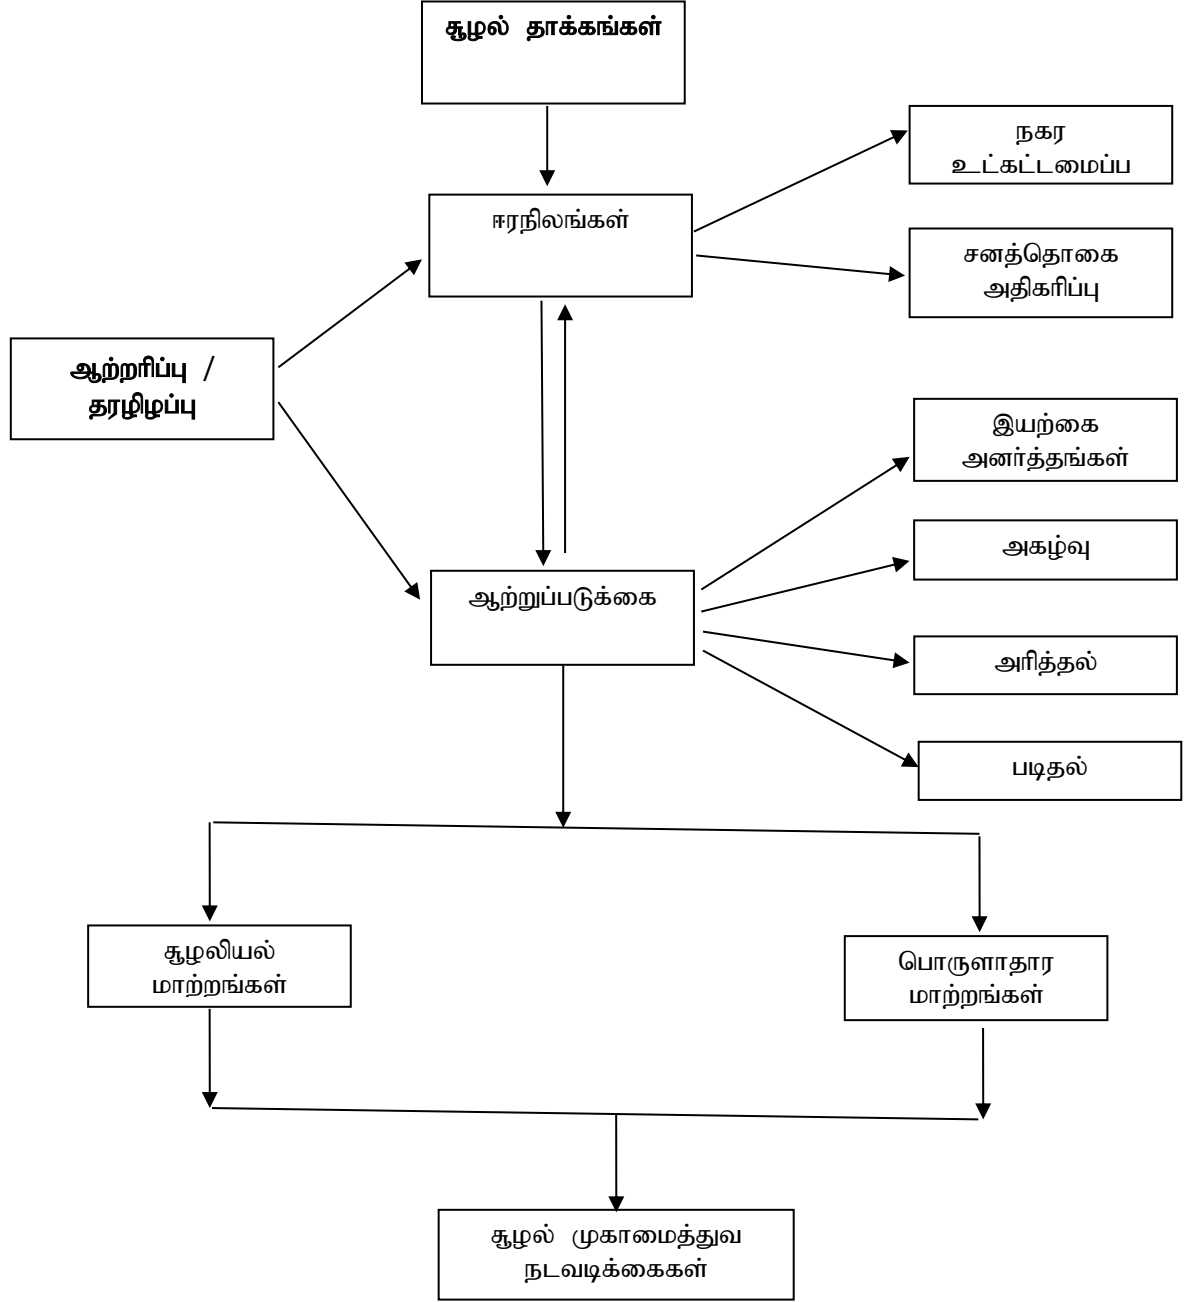 சூழல் தாக்கங்கள்
நகர
உட்கட்டமைப்ப
ஈரநிலங்கள்
சனத்தொகை
அதிகரிப்பு
ஆற்றரிப்பு /
தரழிழப்பு
இயற்கை
அனர்த்தங்கள்
அகழ்வு
ஆற்றுப்படுக்கை
அரித்தல்
படிதல்
சூழலியல்
மாற்றங்கள்
பொருளாதார
மாற்றங்கள்
சூழல் முகாமைத்துவ
நடவடிக்கைகள்